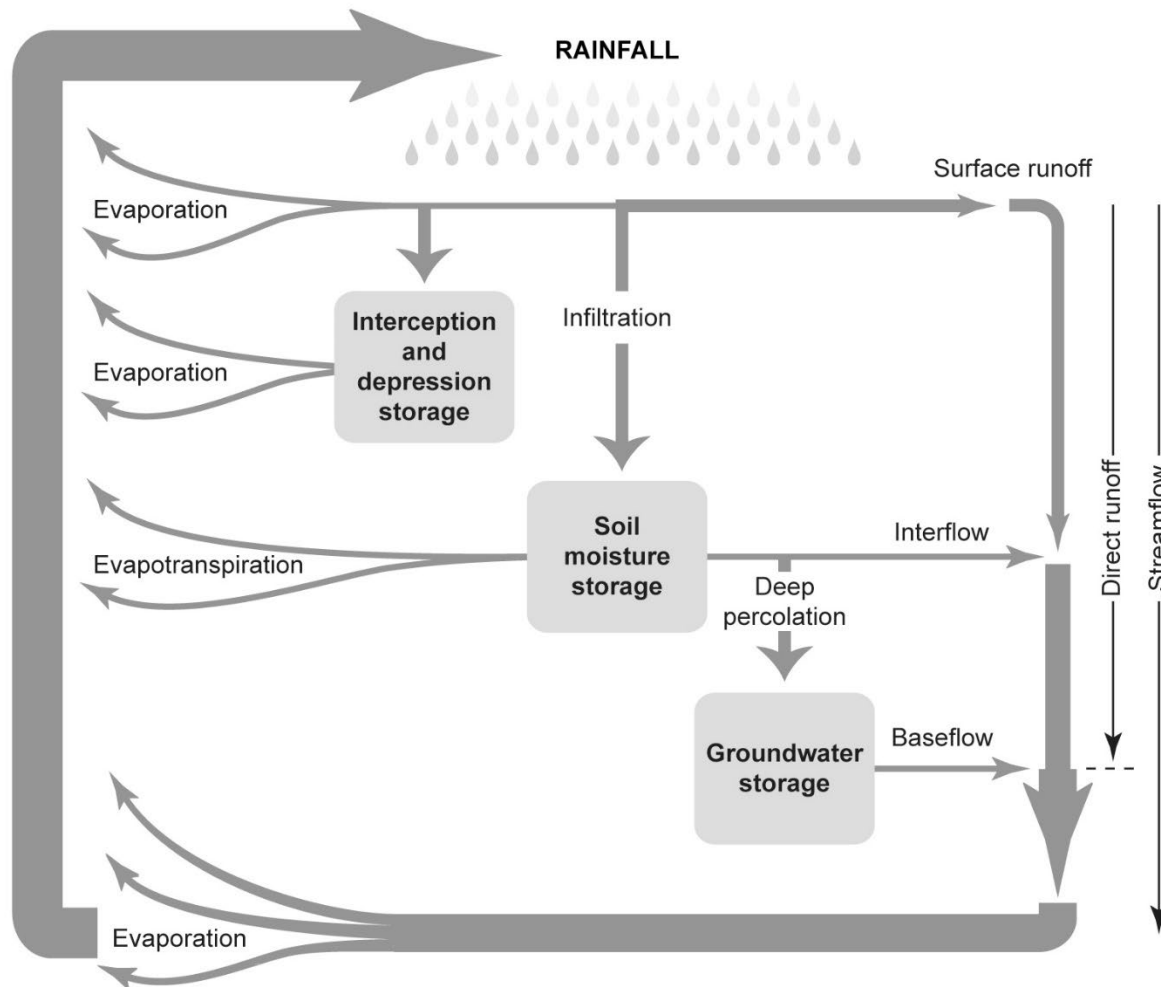 RAINFALL
Surface runoff
Evaporation
Infiltration
Interception
and
depression
storage
Evaporation
Soil
moisture
storage
Interflow
Evapotranspiration
Deep
percolation
Direct runoff
Streamflow
Groundwater
storage
Baseflow
Evaporation